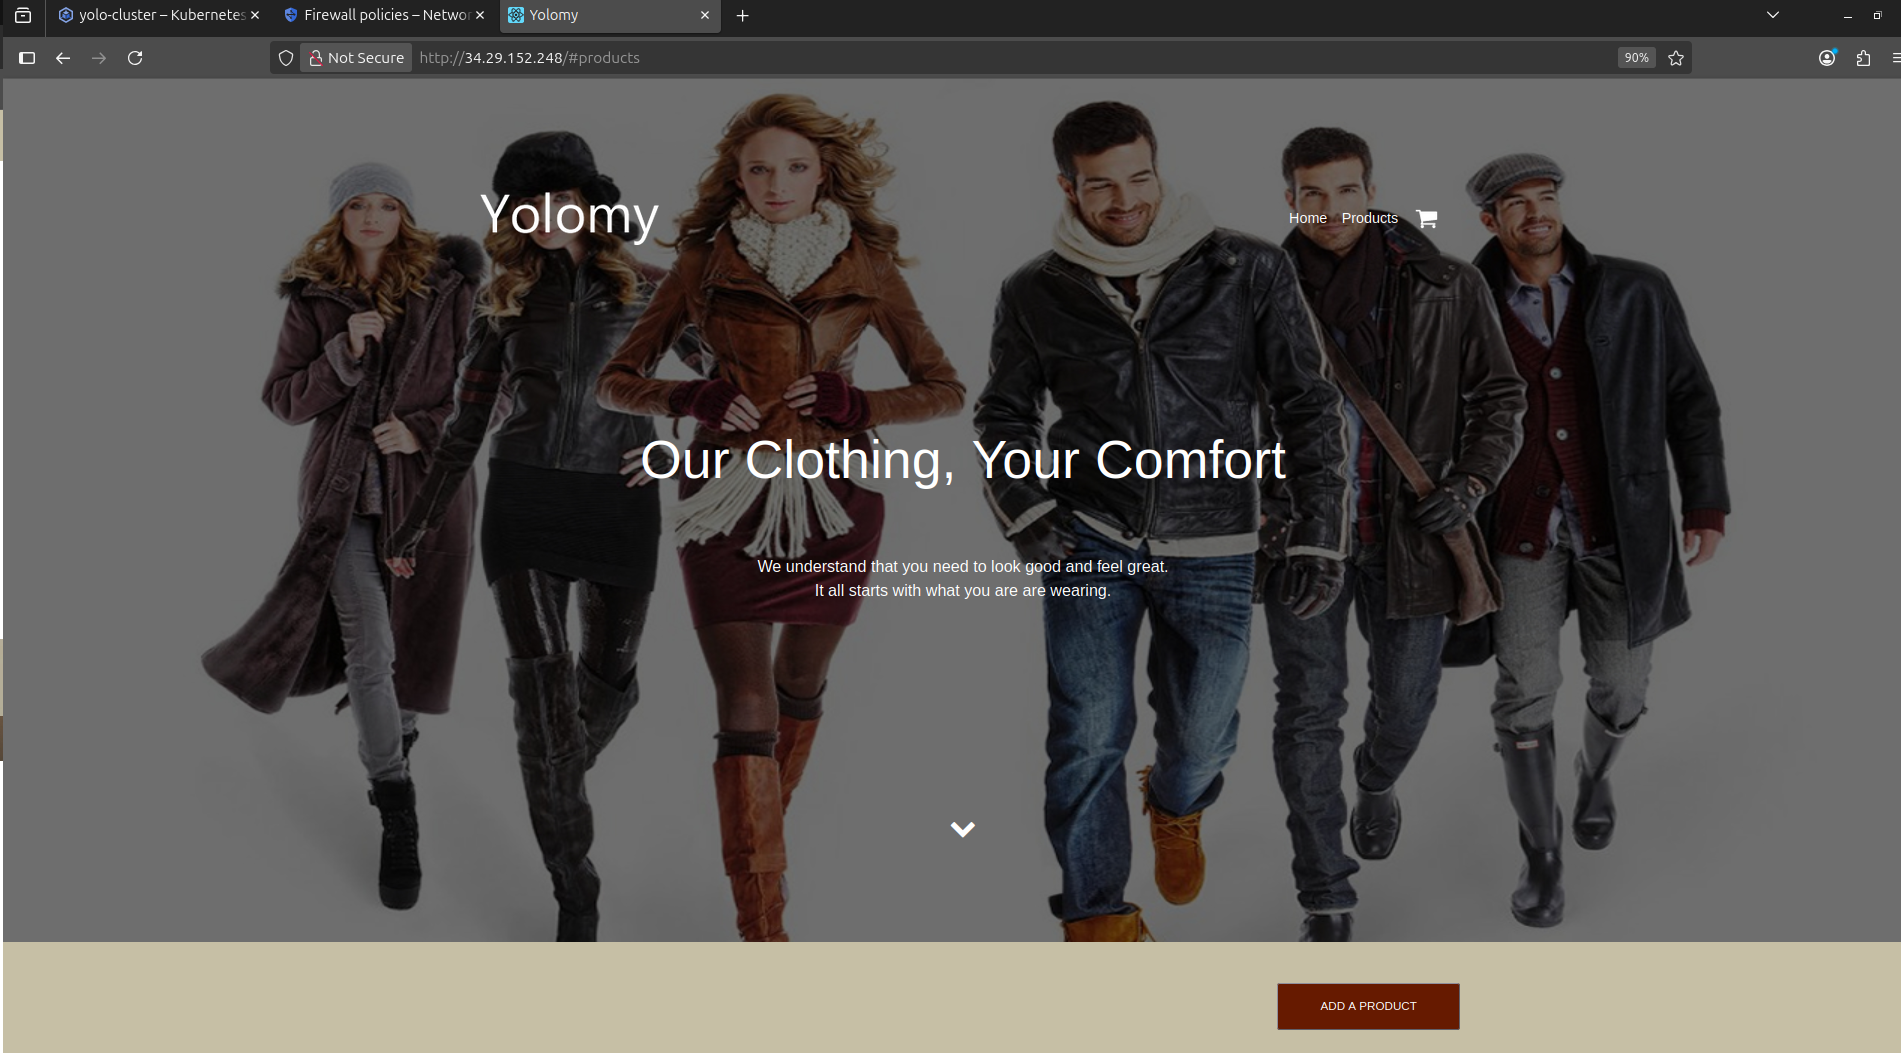 yolo-cluster – Kubernetes
Firewall policies – Networ
Yolomy
Not Secure
http://34.29.152.248/#products
90%
Yolomy
Home
Products
Our Clothing, Your Comfort
We understand that you need to look good and feel great.
It all starts with what you are are wearing.
ADD A PRODUCT